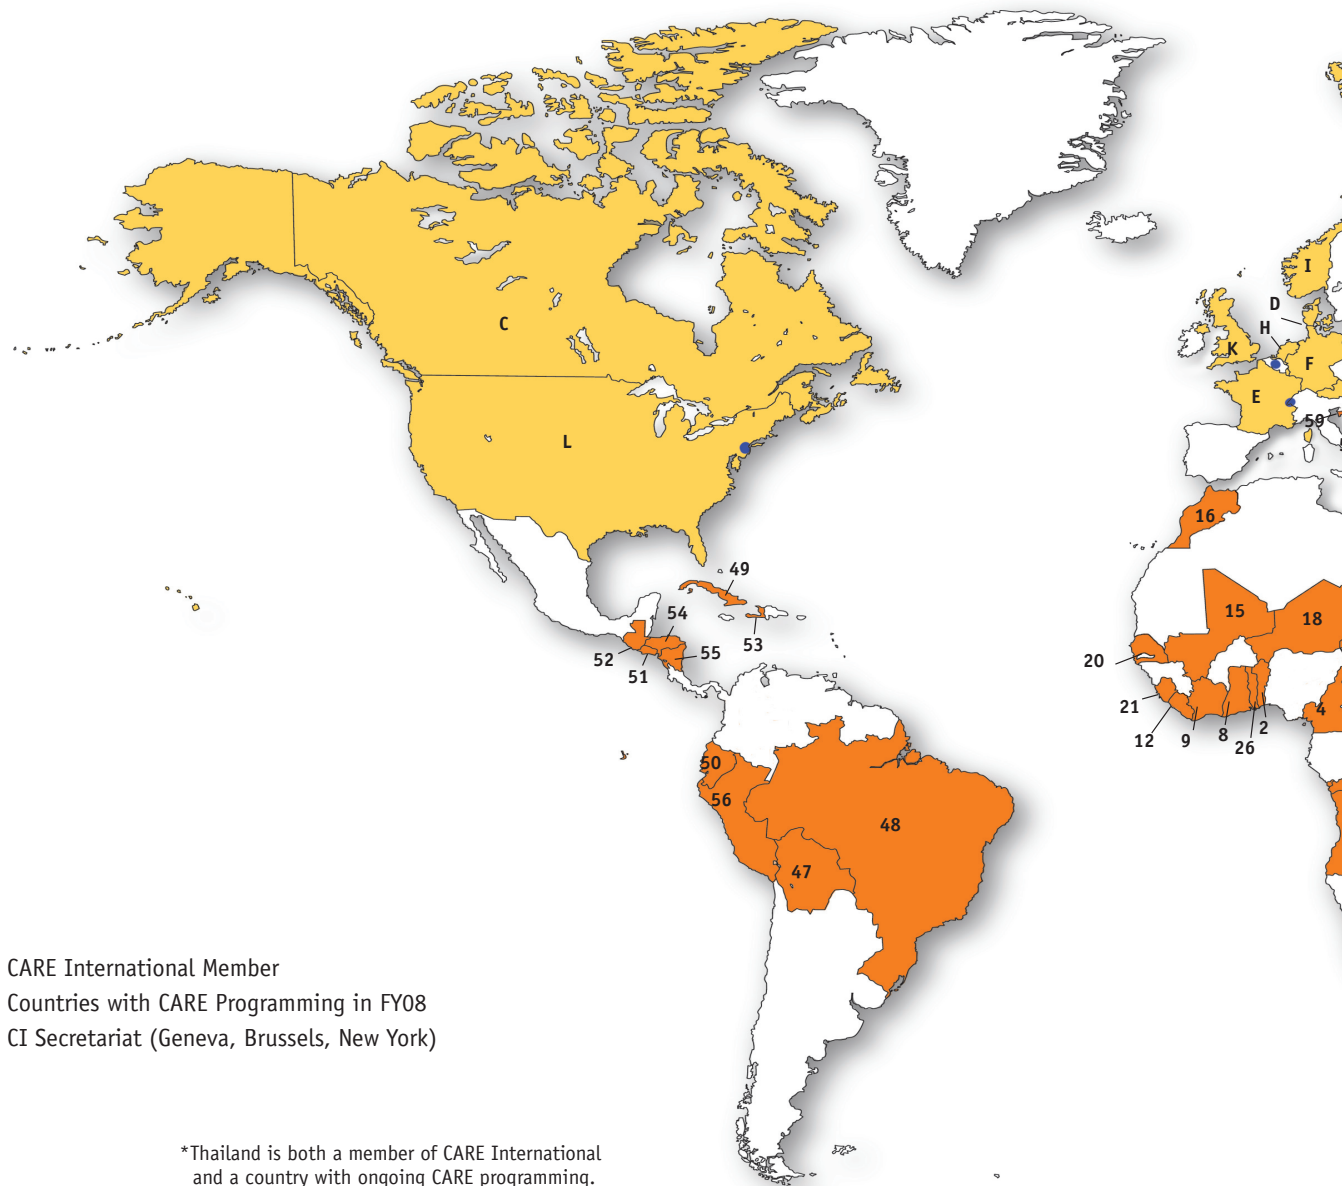 I
D
H
C
K
F
E
L
59
16
49
54
15
18
53
52
55
20
51
21
4
12
9
8
26
2
50
56
48
47
CARE International Member
Countries with CARE Programming in FY08
CI Secretariat (Geneva, Brussels, New York)
*Thailand is both a member of CARE International
and a country with ongoing CARE programming.